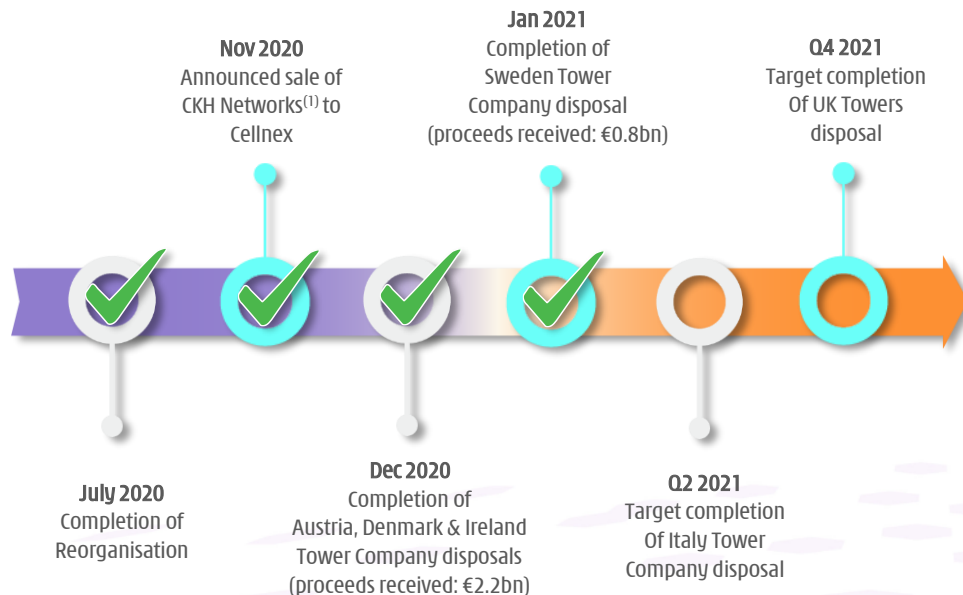 Nov 2020
Announced sale of
CKH Networks(1) to
Cellnex
Jan 2021
Completion of
Sweden Tower
Company disposal
(proceeds received: €0.8bn)
Q4 2021
Target completion
Of UK Towers
disposal
July 2020
Completion of
Reorganisation
Dec 2020
Completion of
Austria, Denmark & Ireland
Tower Company disposals
(proceeds received: €2.2bn)
Q2 2021
Target completion
Of Italy Tower
Company disposal